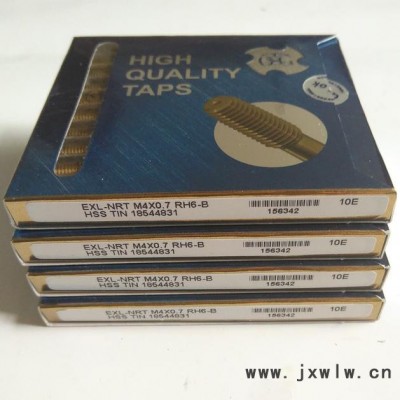 HIGH
QUALITY
TAPS
OSG
EXL-NRT M4X0.7 RH6-B
HSS TIN 18544831
156342
10E
EXL-NRT M4X0.7 RH6-B
HSS TIN 18544831
156342
10E
EXL-NRT M4X0.7 RH6-B
HSS TIN 18544831
156342
10E
EXL-NRT M4X0.7 RH6-B
HSS TIN 18544831
156342
10E
www.jxwlw.cn